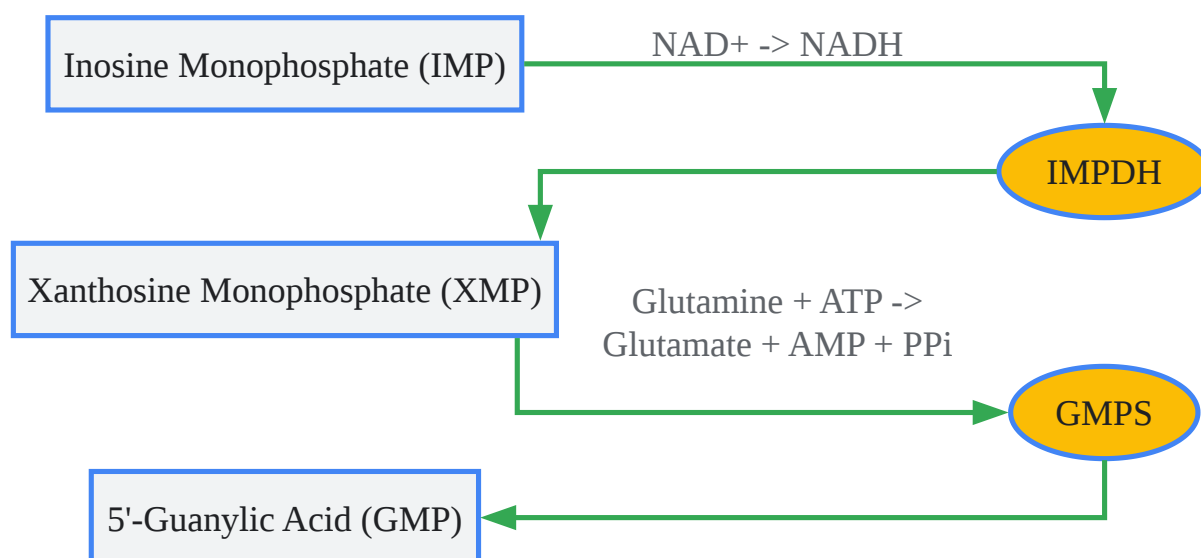 NAD+ -> NADH
Inosine Monophosphate (IMP)
IMPDH
Xanthosine Monophosphate (XMP)
Glutamine + ATP ->
Glutamate + AMP + PPi
GMPS
5'-Guanylic Acid (GMP)